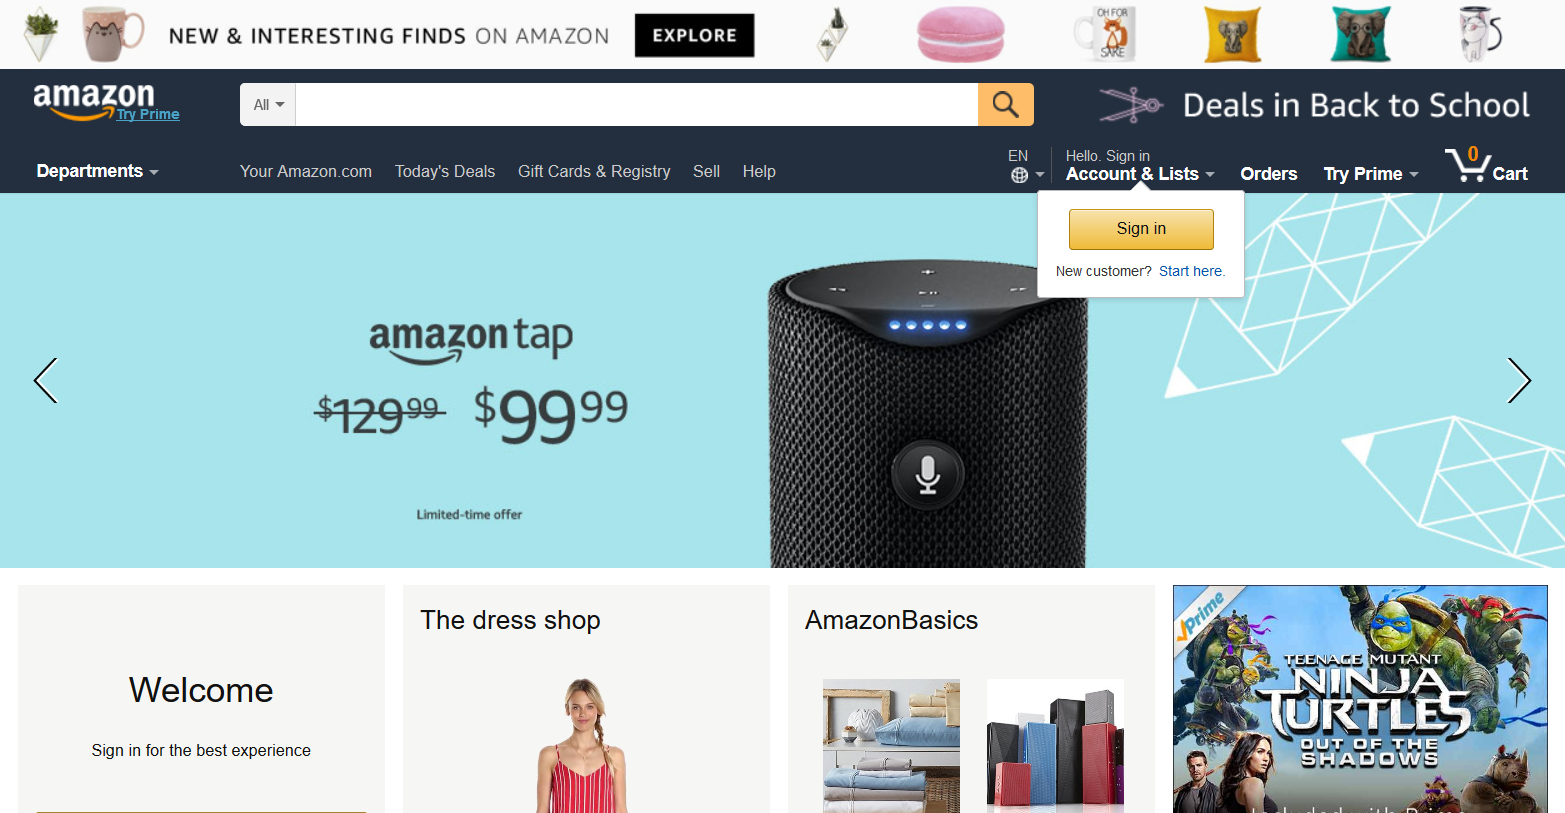 NEW & INTERESTING FINDS ON AMAZON
EXPLORE
OH FOR
SAKE
amazon
Try Prime
All
Deals in Back to School
Departments
Your Amazon.com
Today's Deals
Gift Cards & Registry
Sell
Help
EN
Hello. Sign in
Account & Lists
Orders
Try Prime
0
Cart
Sign in
New customer? Start here.
amazon tap
$129.99 $99.99
Limited-time offer
Welcome
Sign in for the best experience
The dress shop
AmazonBasics
Prime
TEENAGE MUTANT
NINJA
TURTLES
OUT OF THE
SHADOWS
Included with Prime